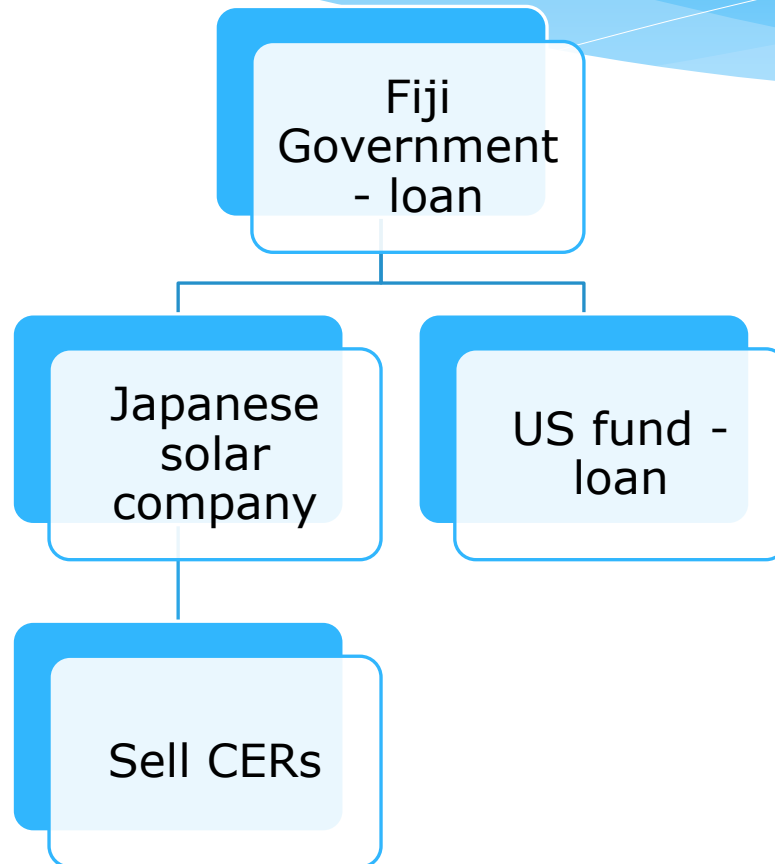 Fiji
Government
- loan
Japanese
solar
company
US fund -
loan
Sell CERs